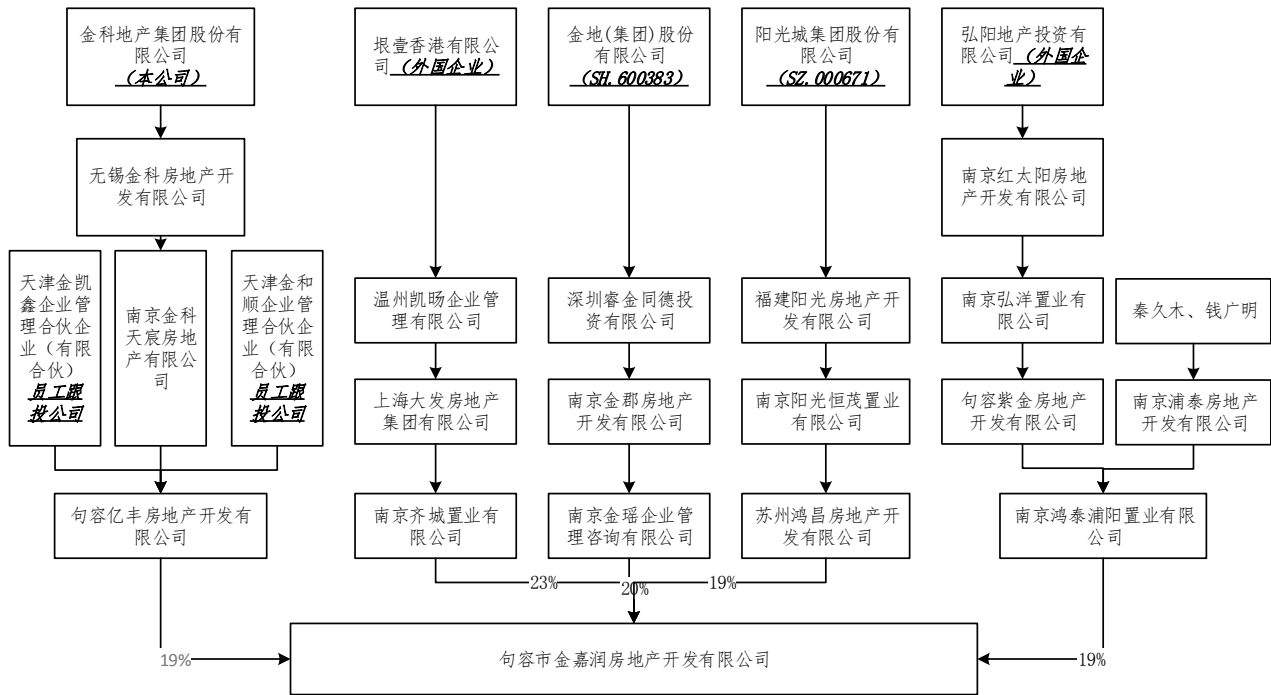 金科地产集团股份有
限公司
（本公司）
垠壹香港有限公
司（外国企业）
金地(集团)股份
有限公司
（SH.600383）
阳光城集团股份有
限公司
（SZ.000671）
弘阳地产投资有
限公司（外国企
业）
无锡金科房地产开
发有限公司
南京红太阳房地
产开发有限公司
天津金凯
鑫企业管
理合伙企
业（有限
合伙）
员工跟
投公司
南京金科
天宸房地
产有限公
司
天津金和
顺企业管
理合伙企
业（有限
合伙）
员工跟
投公司
温州凯旸企业管
理有限公司
深圳睿金同德投
资有限公司
福建阳光房地产开
发有限公司
南京弘洋置业有
限公司
秦久木、钱广明
上海大发房地产
集团有限公司
南京金郡房地产
开发有限公司
南京阳光恒茂置业
有限公司
句容紫金房地产
开发有限公司
南京浦泰房地产
开发有限公司
句容亿丰房地产开发有
限公司
南京齐城置业有
限公司
南京金瑶企业管
理咨询有限公司
苏州鸿昌房地产开
发有限公司
南京鸿泰浦阳置业有限
公司
23%
20%
19%
19%
句容市金嘉润房地产开发有限公司
19%